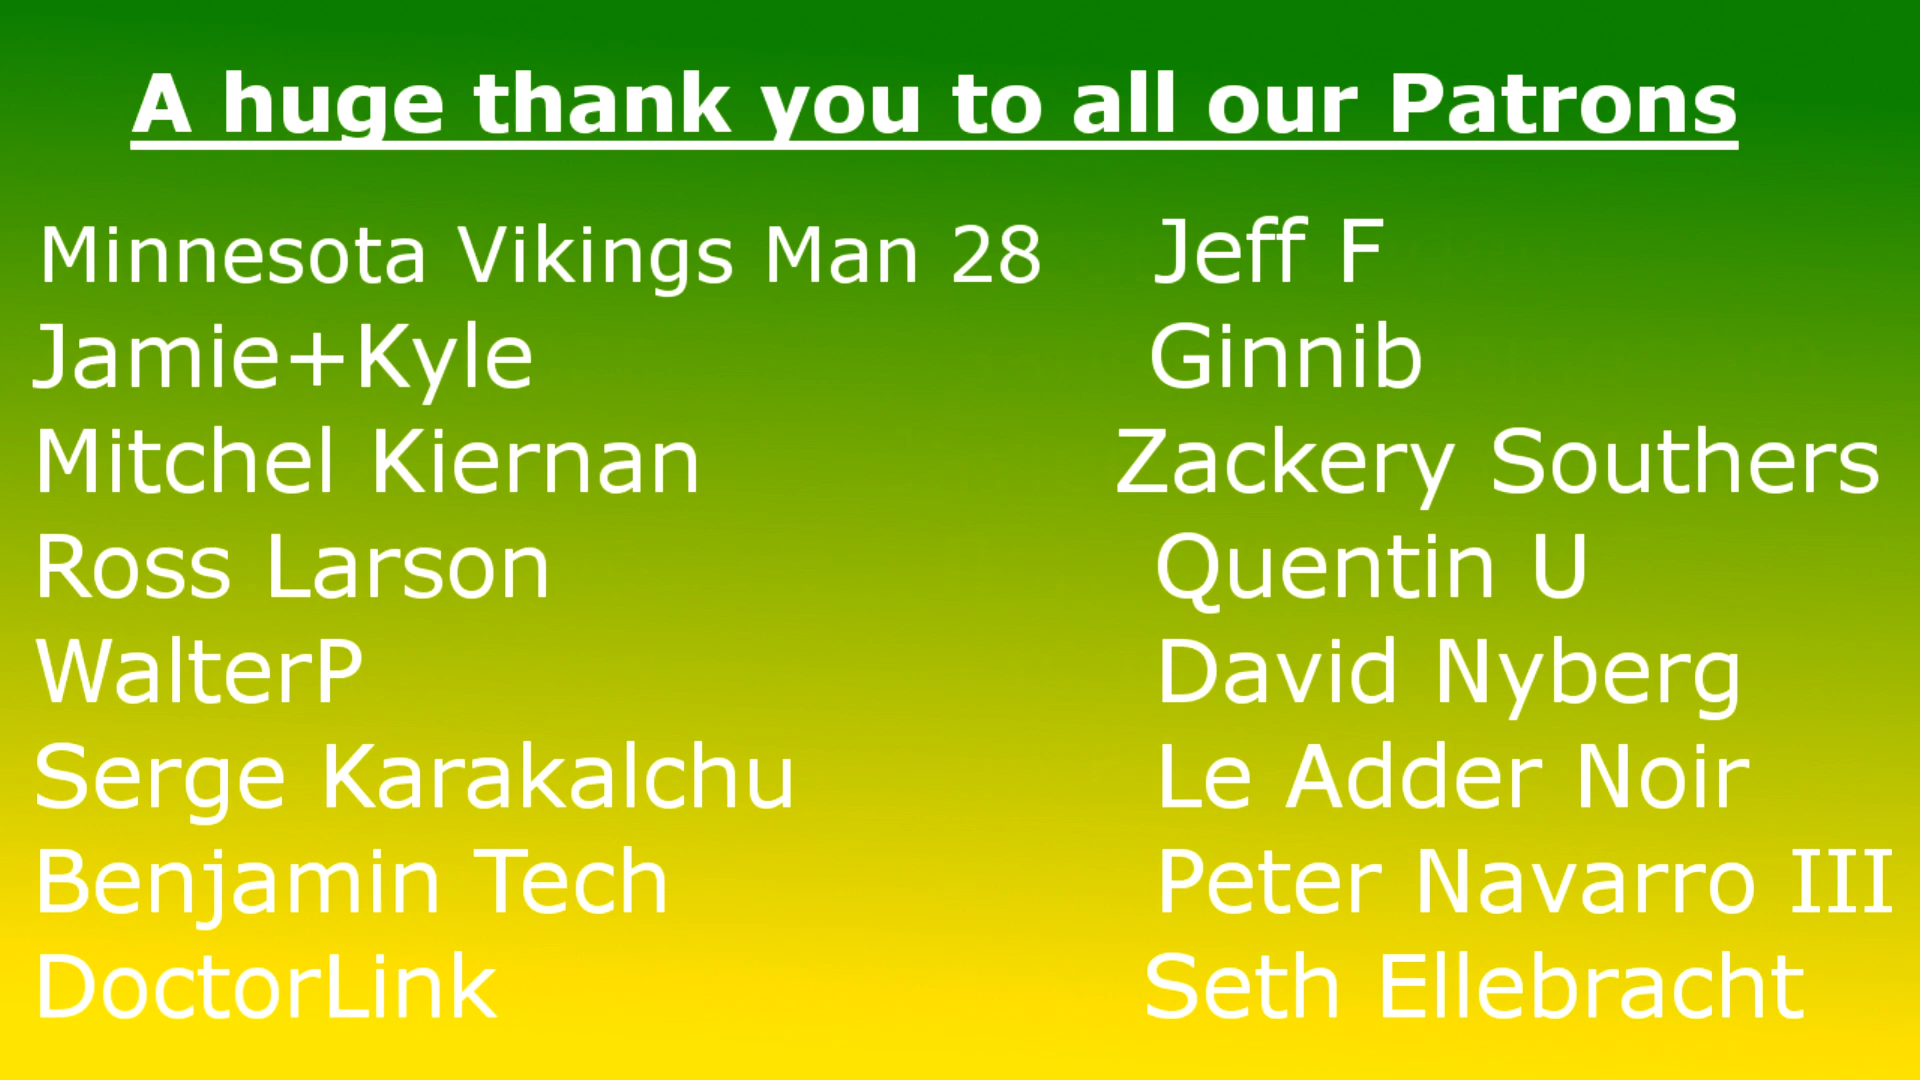 A huge thank you to all our Patrons
Minnesota Vikings Man 28
Jamie+Kyle
Mitchel Kiernan
Ross Larson
WalterP
Serge Karakalchu
Benjamin Tech
DoctorLink
Jeff F
Ginnib
Zackery Southers
Quentin U
David Nyberg
Le Adder Noir
Peter Navarro III
Seth Ellebracht